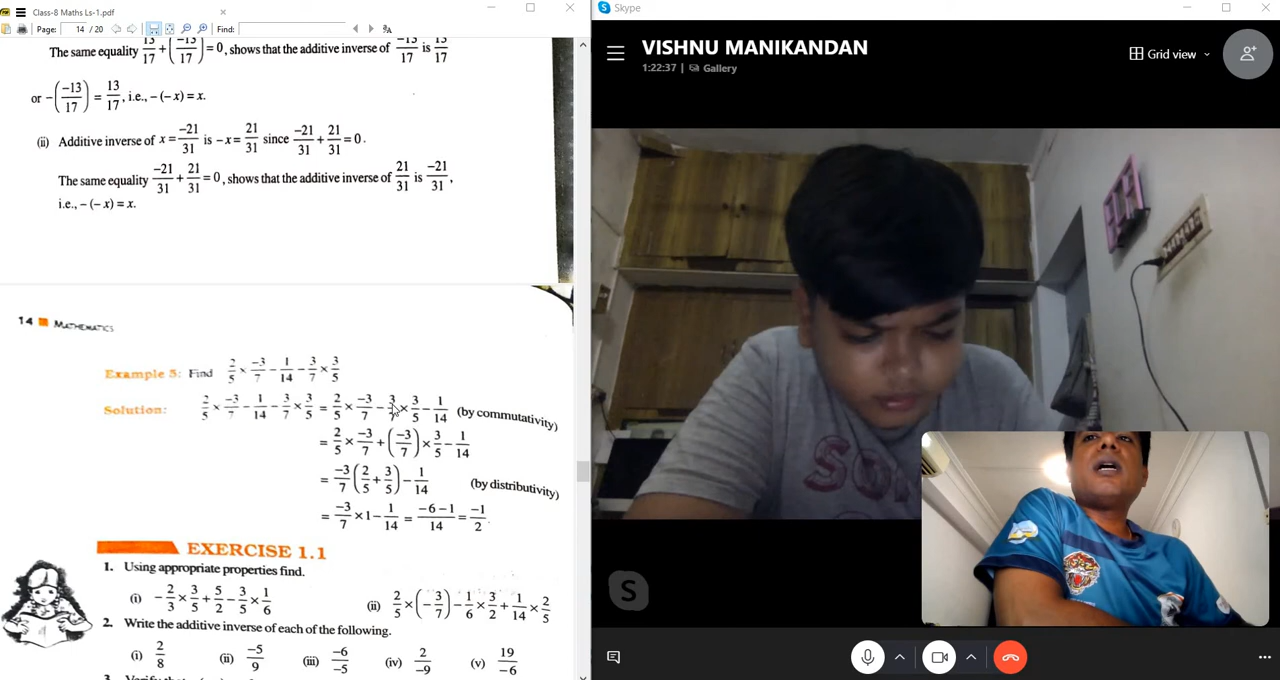 Class-8 Maths Ls-1.pdf
Page: 14 / 20 Find:
The same equality 13/17 + (-13/17) = 0, shows that the additive inverse of -13/17 is 13/17
or -(-13/17) = 13/17, i.e., – (– x) = x.
(ii) Additive inverse of x = -21/31 is – x = 21/31 since -21/31 + 21/31 = 0.
The same equality -21/31 + 21/31 = 0, shows that the additive inverse of 21/31 is -21/31,
i.e., – (– x) = x.
14 MATHEMATICS
Example 5: Find 2/5 × -3/7 – 1/14 – 3/7 × 3/5
Solution: 2/5 × -3/7 – 1/14 – 3/7 × 3/5 = 2/5 × -3/7 – 3/7 × 3/5 – 1/14 (by commutativity)
= 2/5 × -3/7 + (-3/7) × 3/5 – 1/14
= -3/7 (2/5 + 3/5) – 1/14 (by distributivity)
= -3/7 × 1 – 1/14 = -6 – 1/14 = -1/2
EXERCISE 1.1
1. Using appropriate properties find.
(i) – 2/3 × 3/5 + 5/2 – 3/5 × 1/6 (ii) 2/5 × (– 3/7) – 1/6 × 3/2 + 1/14 × 2/5
2. Write the additive inverse of each of the following.
(i) 2/8 (ii) -5/9 (iii) -6/-5 (iv) 2/-9 (v) 19/-6
Skype
VISHNU MANIKANDAN
1:22:37 | Gallery
Grid view
S